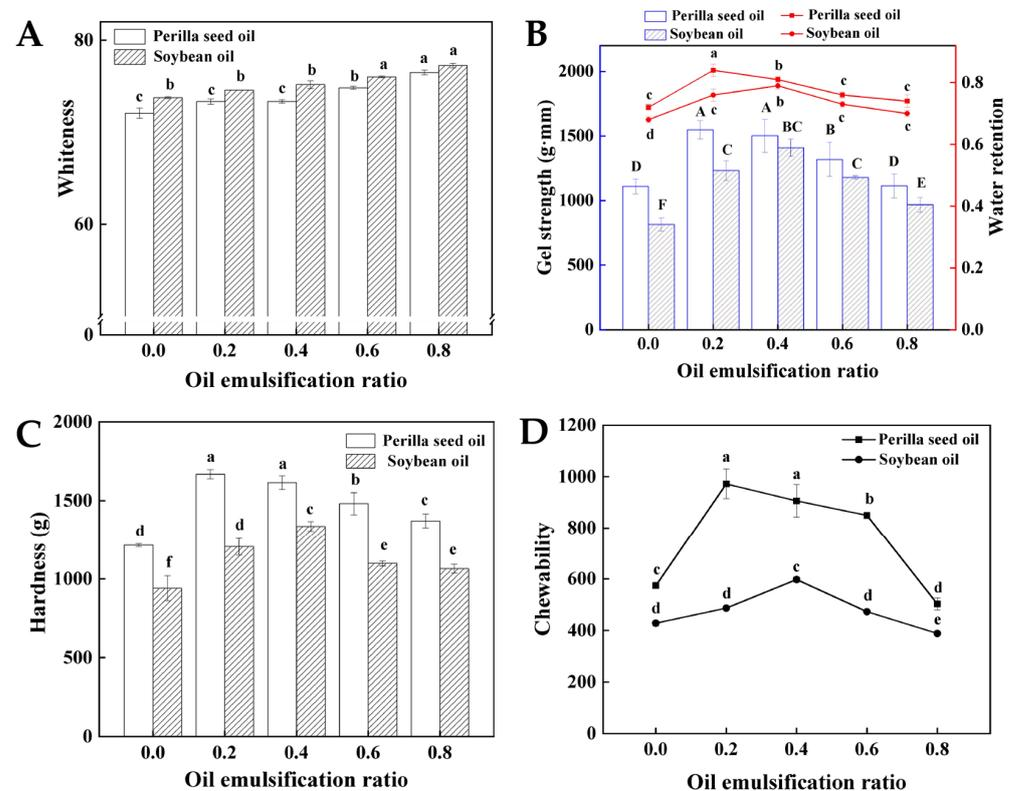 A
80
60
0
Whiteness
Perilla seed oil
Soybean oil
c b c b c b b a a a
0.0 0.2 0.4 0.6 0.8
Oil emulsification ratio
B
Perilla seed oil Perilla seed oil
Soybean oil Soybean oil
2000
1500
1000
500
0
Gel strength (g·mm)
0.8
0.6
0.4
0.2
0.0
Water retention
c a b c c
d c b c c
A B
A BC
D C C D E
F
0.0 0.2 0.4 0.6 0.8
Oil emulsification ratio
C
2000
1500
1000
500
0
Hardness (g)
Perilla seed oil
Soybean oil
d f a d a c b e c e
0.0 0.2 0.4 0.6 0.8
Oil emulsification ratio
D
1200
1000
800
600
400
200
0
Chewability
Perilla seed oil
Soybean oil
c a a b d
d d c d e
0.0 0.2 0.4 0.6 0.8
Oil emulsification ratio